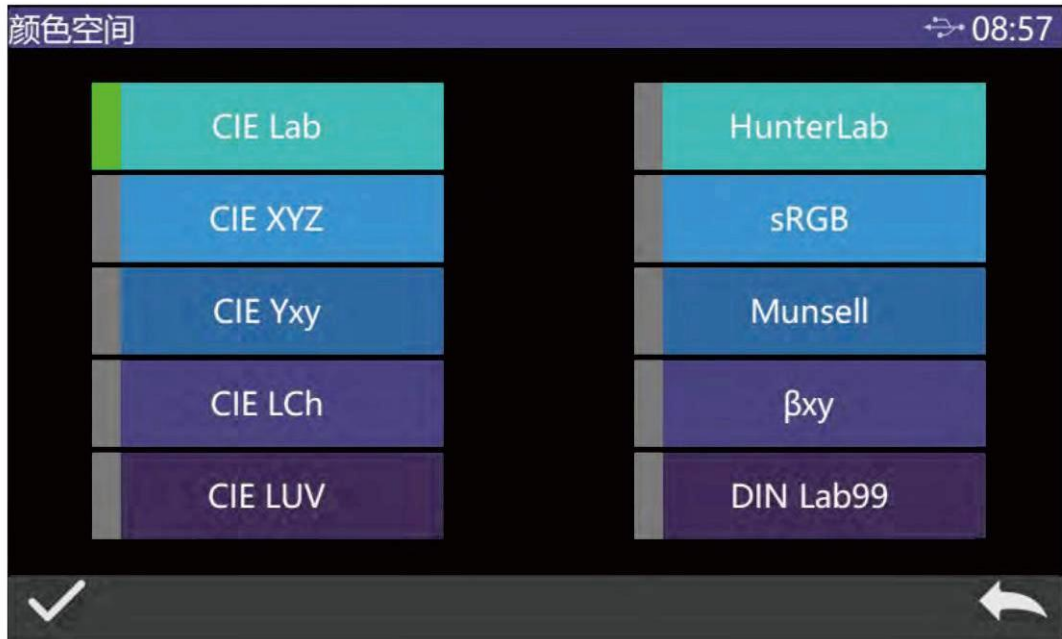 颜色空间 08:57
CIE Lab
HunterLab
CIE XYZ
sRGB
CIE Yxy
Munsell
CIE LCh
βxy
CIE LUV
DIN Lab99